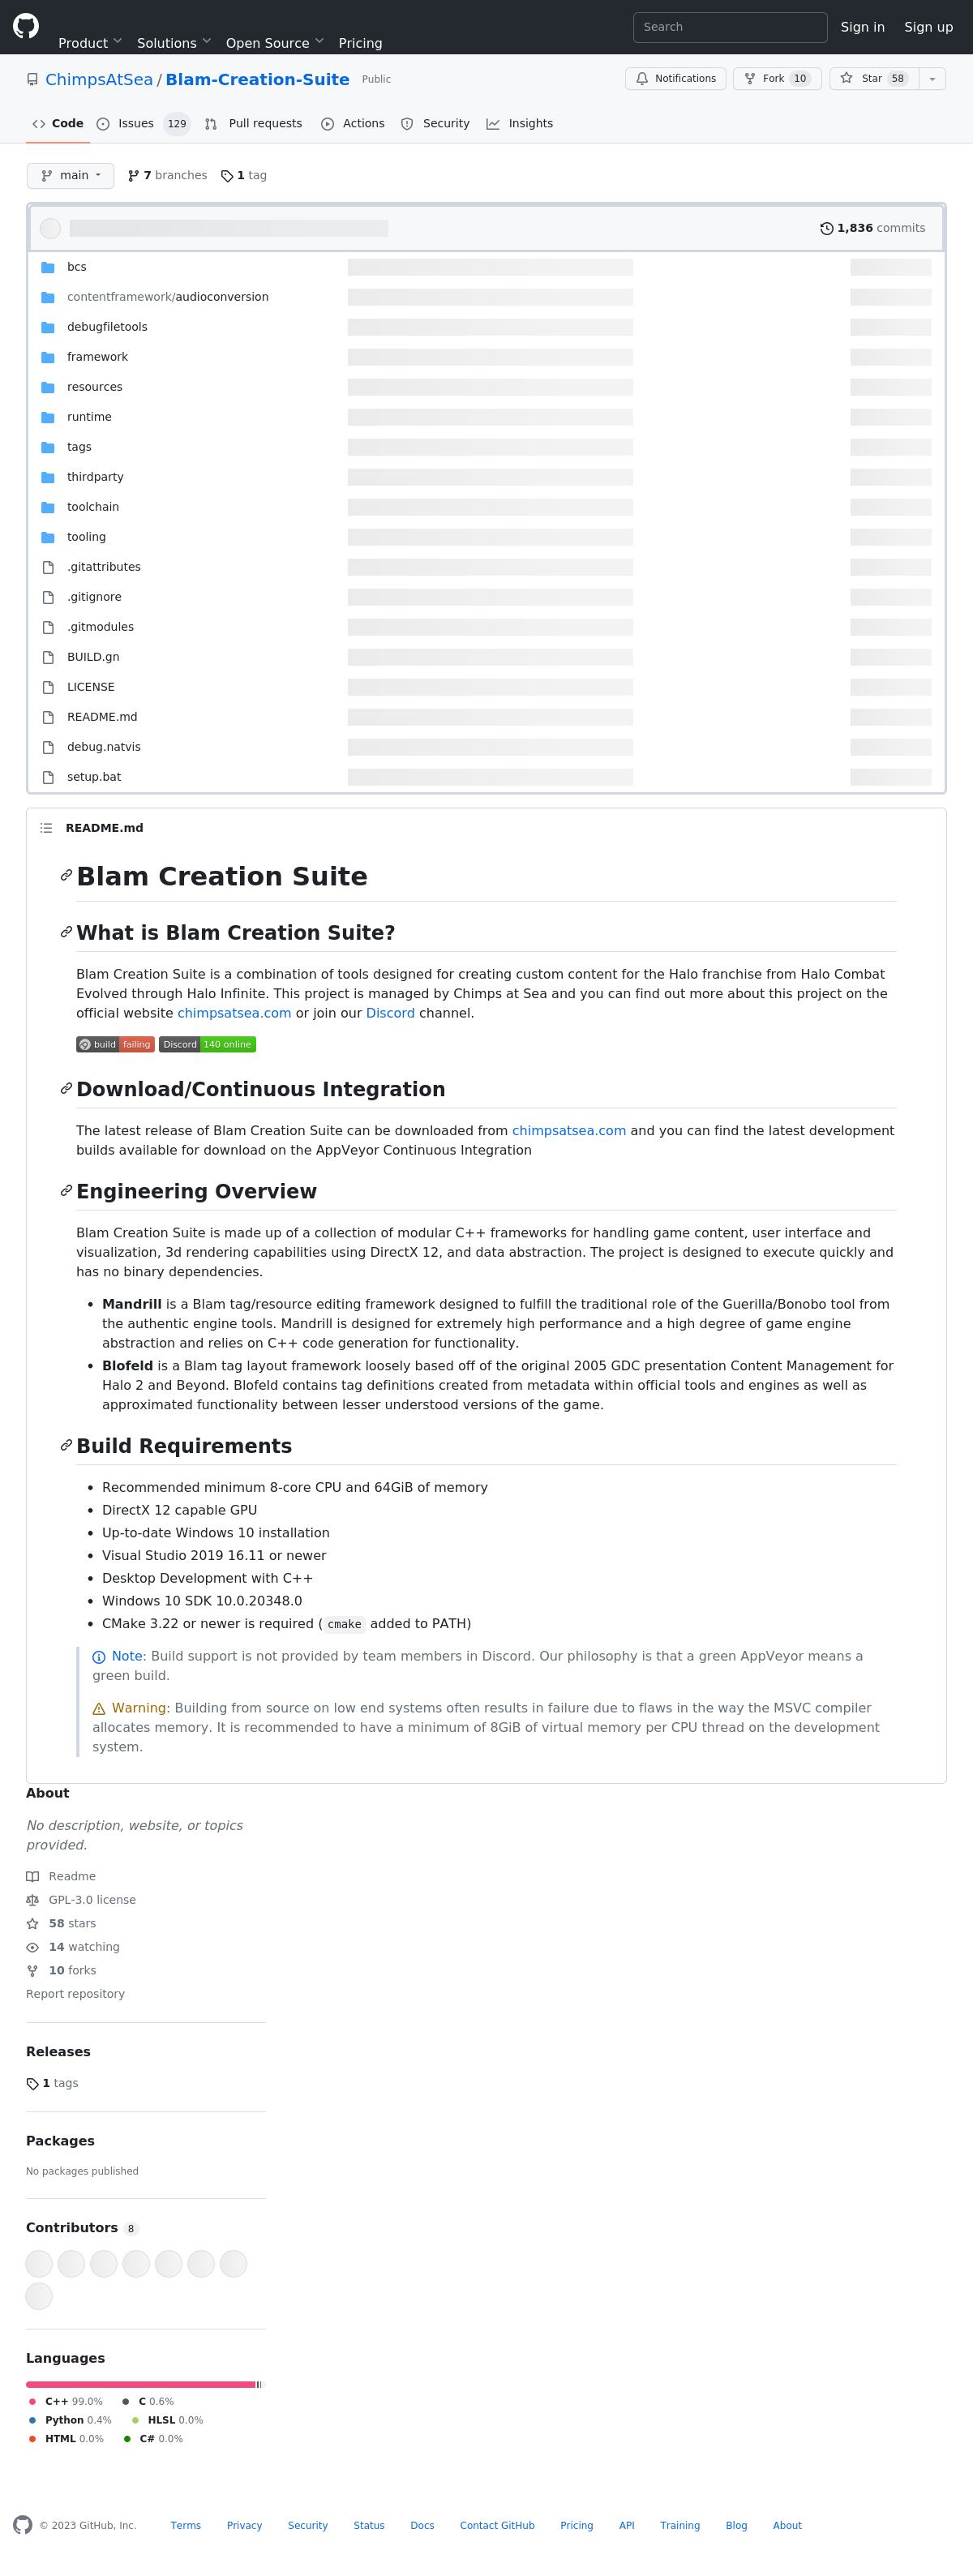 Product Solutions Open Source Pricing Search Sign in Sign up
ChimpsAtSea / Blam-Creation-Suite Public Notifications Fork 10 Star 58
Code Issues 129 Pull requests Actions Security Insights
main 7 branches 1 tag
1,836 commits
bcs
contentframework/audioconversion
debugfiletools
framework
resources
runtime
tags
thirdparty
toolchain
tooling
.gitattributes
.gitignore
.gitmodules
BUILD.gn
LICENSE
README.md
debug.natvis
setup.bat
README.md
Blam Creation Suite
What is Blam Creation Suite?
Blam Creation Suite is a combination of tools designed for creating custom content for the Halo franchise from Halo Combat
Evolved through Halo Infinite. This project is managed by Chimps at Sea and you can find out more about this project on the
official website chimpsatsea.com or join our Discord channel.
build failing Discord 140 online
Download/Continuous Integration
The latest release of Blam Creation Suite can be downloaded from chimpsatsea.com and you can find the latest development
builds available for download on the AppVeyor Continuous Integration
Engineering Overview
Blam Creation Suite is made up of a collection of modular C++ frameworks for handling game content, user interface and
visualization, 3d rendering capabilities using DirectX 12, and data abstraction. The project is designed to execute quickly and
has no binary dependencies.
• Mandrill is a Blam tag/resource editing framework designed to fulfill the traditional role of the Guerilla/Bonobo tool from
the authentic engine tools. Mandrill is designed for extremely high performance and a high degree of game engine
abstraction and relies on C++ code generation for functionality.
• Blofeld is a Blam tag layout framework loosely based off of the original 2005 GDC presentation Content Management for
Halo 2 and Beyond. Blofeld contains tag definitions created from metadata within official tools and engines as well as
approximated functionality between lesser understood versions of the game.
Build Requirements
• Recommended minimum 8-core CPU and 64GiB of memory
• DirectX 12 capable GPU
• Up-to-date Windows 10 installation
• Visual Studio 2019 16.11 or newer
• Desktop Development with C++
• Windows 10 SDK 10.0.20348.0
• CMake 3.22 or newer is required (cmake added to PATH)
Note: Build support is not provided by team members in Discord. Our philosophy is that a green AppVeyor means a
green build.
Warning: Building from source on low end systems often results in failure due to flaws in the way the MSVC compiler
allocates memory. It is recommended to have a minimum of 8GiB of virtual memory per CPU thread on the development
system.
About
No description, website, or topics
provided.
Readme
GPL-3.0 license
58 stars
14 watching
10 forks
Report repository
Releases
1 tags
Packages
No packages published
Contributors 8
Languages
C++ 99.0% C 0.6%
Python 0.4% HLSL 0.0%
HTML 0.0% C# 0.0%
© 2023 GitHub, Inc. Terms Privacy Security Status Docs Contact GitHub Pricing API Training Blog About